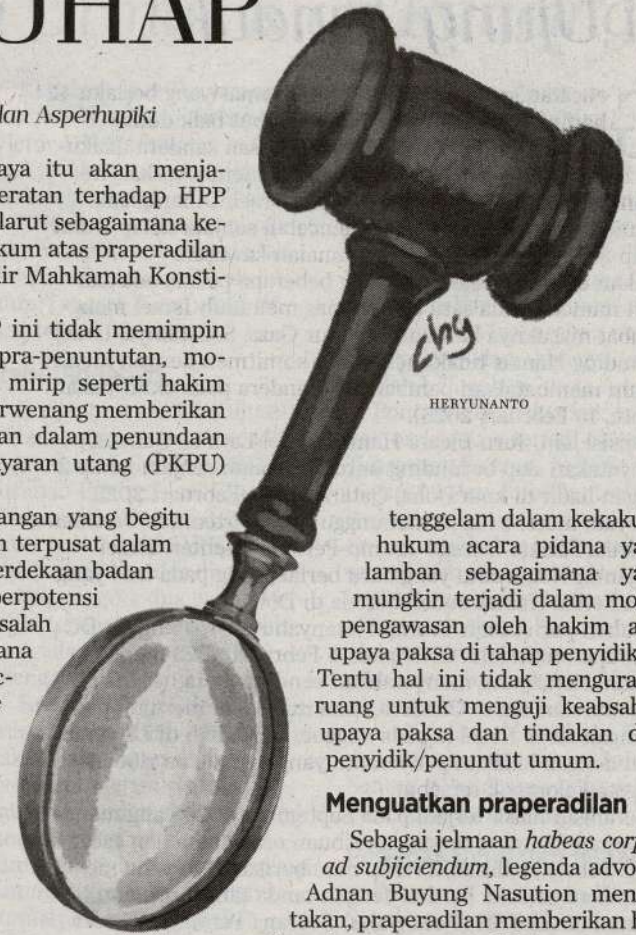 UHAP
dan Asperhupiki
aya itu akan menja-
eratan terhadap HPP
larut sebagaimana ke-
kum atas praperadilan
ir Mahkamah Konsti-
P ini tidak memimpin
pra-penuntutan, mo-
mirip seperti hakim
rwenang memberikan
an dalam penundaan
yaran utang (PKPU)
angan yang begitu
n terpusat dalam
erdekaan badan
perpotensi
salah
ana
c-
HERYUNANTO
tenggelam dalam kekaku
hukum acara pidana ya
lamban sebagaimana ya
mungkin terjadi dalam mo
pengawasan oleh hakim a
upaya paksa di tahap penyidik
Tentu hal ini tidak mengura
ruang untuk menguji keabsah
upaya paksa dan tindakan d
penyidik/penuntut umum.
Menguatkan praperadilan
Sebagai jelmaan habeas corp
ad subjiciendum, legenda advo
Adnan Buyung Nasution men
takan, praperadilan memberikan h